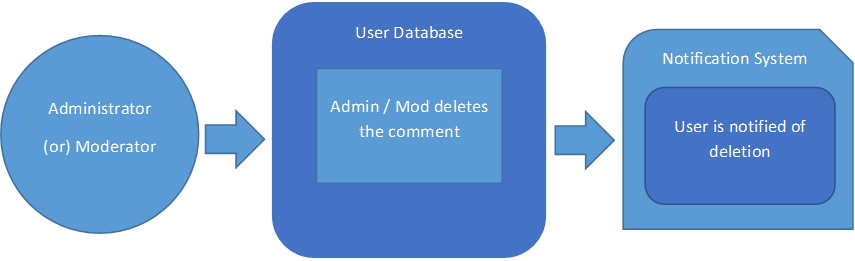 Administrator
(or) Moderator
User Database
Admin / Mod deletes
the comment
Notification System
User is notified of
deletion